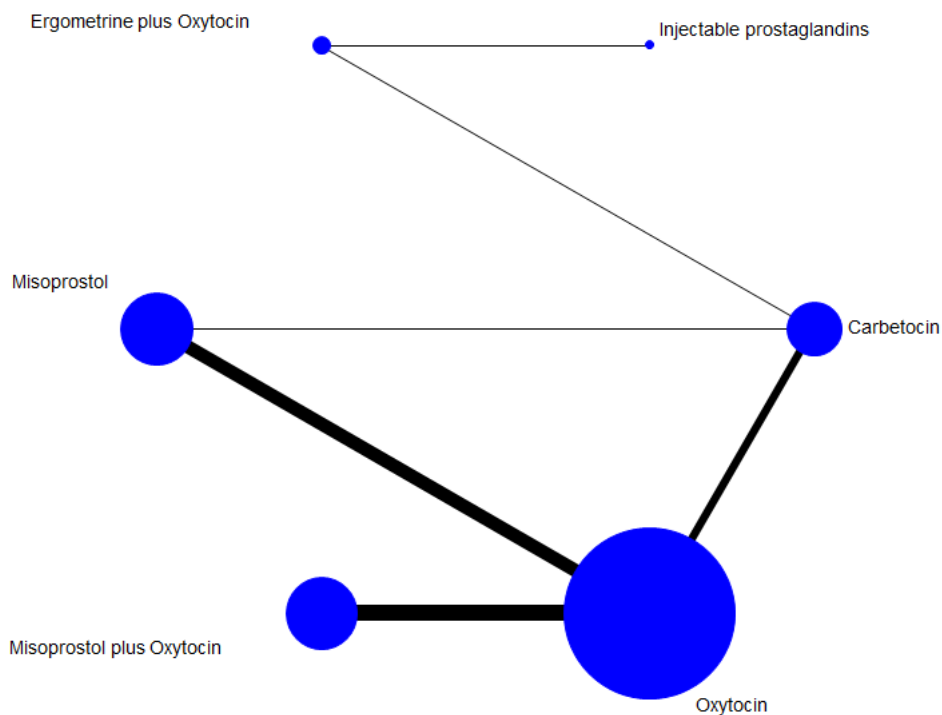 Ergometrine plus Oxytocin
Injectable prostaglandins
Misoprostol
Carbetocin
Misoprostol plus Oxytocin
Oxytocin